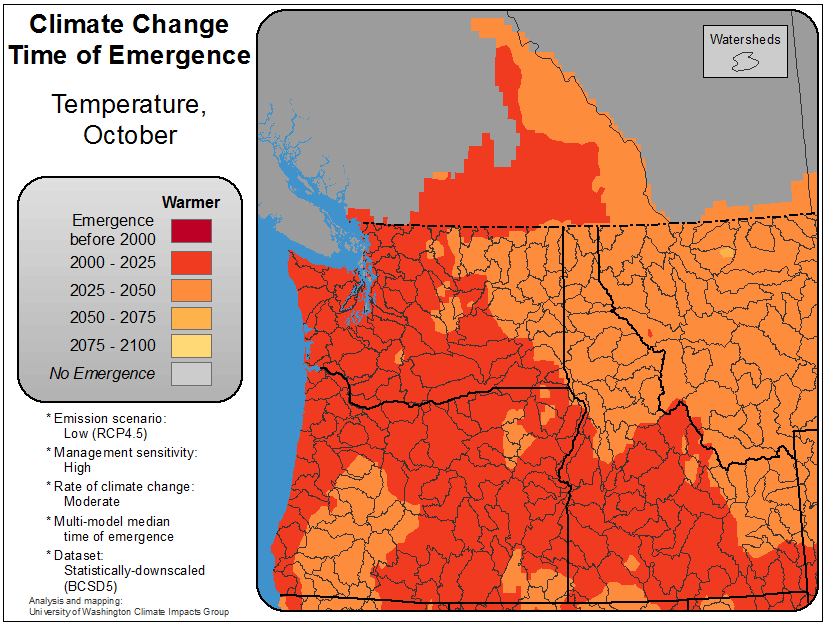 Climate Change
Time of Emergence
Temperature,
October
Warmer
Emergence
before 2000
2000 - 2025
2025 - 2050
2050 - 2075
2075 - 2100
No Emergence
* Emission scenario:
Low (RCP4.5)
* Management sensitivity:
High
* Rate of climate change:
Moderate
* Multi-model median
time of emergence
* Dataset:
Statistically-downscaled
(BCSD5)
Analysis and mapping:
University of Washington Climate Impacts Group
Watersheds